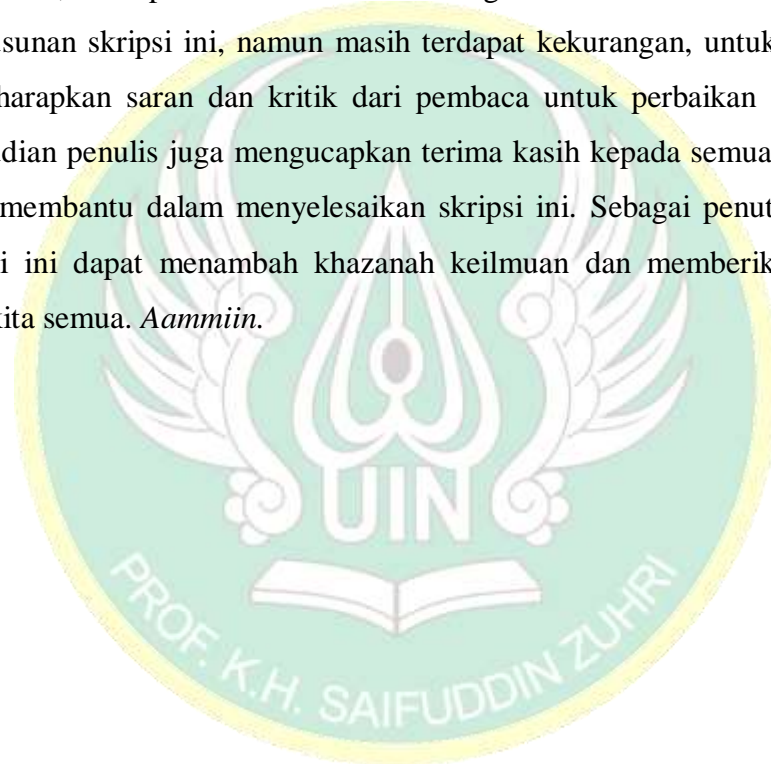 sunan skripsi ini, namun masih terdapat kekurangan, untuk
harapkan saran dan kritik dari pembaca untuk perbaikan
dian penulis juga mengucapkan terima kasih kepada semua
membantu dalam menyelesaikan skripsi ini. Sebagai penut
i ini dapat menambah khazanah keilmuan dan memberik
kita semua. Aammiin.
UIN
PROF. K.H. SAIFUDDIN ZUHRI